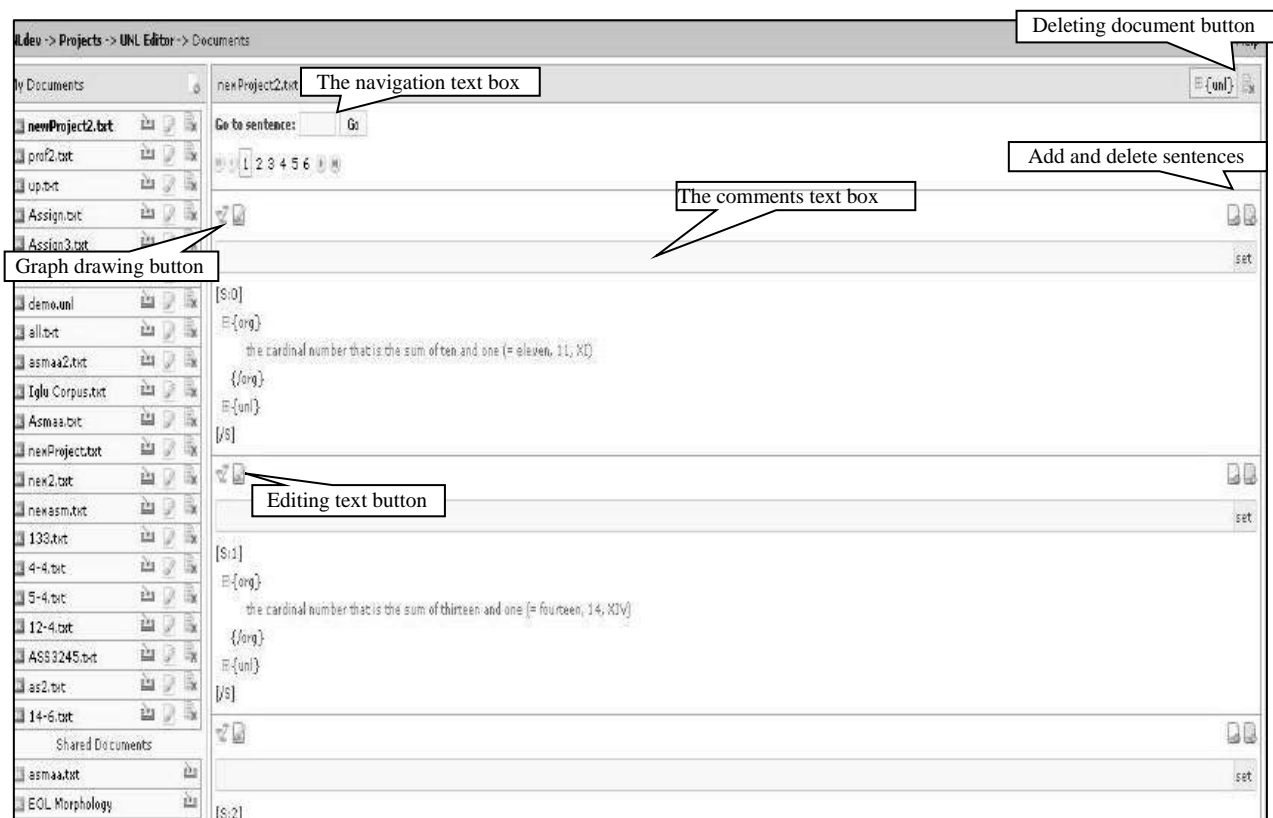 Deleting document button
Ldev -> Projects -> UNL Editor -> Documents
Help
My Documents
newProject2.txt
The navigation text box
{unl}
newProject2.txt
prof2.txt
up.txt
Assign.txt
Assign3.txt
Graph drawing button
demo.unl
all.txt
asmaa2.txt
Iglu Corpus.txt
Asmaa.txt
newProject.txt
new2.txt
newasm.txt
133.txt
4-4.txt
5-4.txt
12-4.txt
ASS3245.txt
as2.txt
14-6.txt
Shared Documents
asmaa.txt
EOL Morphology
Go to sentence: Go
1 2 3 4 5 6
Add and delete sentences
The comments text box
set
[S:0]
{org}
the cardinal number that is the sum of ten and one (= eleven, 11, XI)
{/org}
{unl}
[/S]
Editing text button
set
[S:1]
{org}
the cardinal number that is the sum of thirteen and one (= fourteen, 14, XIV)
{/org}
{unl}
[/S]
set
[S:2]